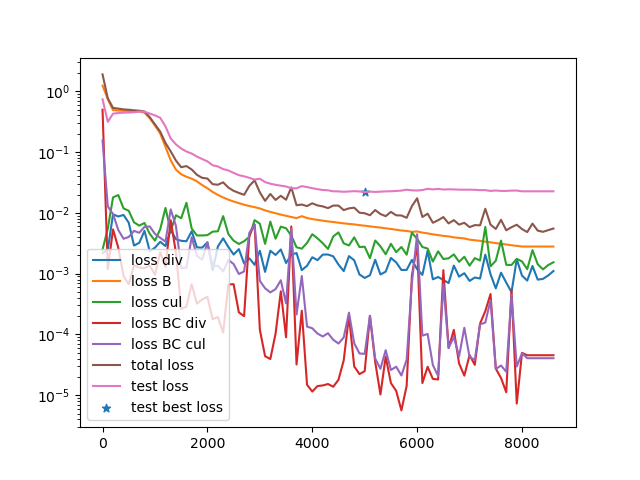 10⁰
10⁻¹
10⁻²
10⁻³
10⁻⁴
10⁻⁵
loss div
loss B
loss cul
loss BC div
loss BC cul
total loss
test loss
test best loss
0 2000 4000 6000 8000